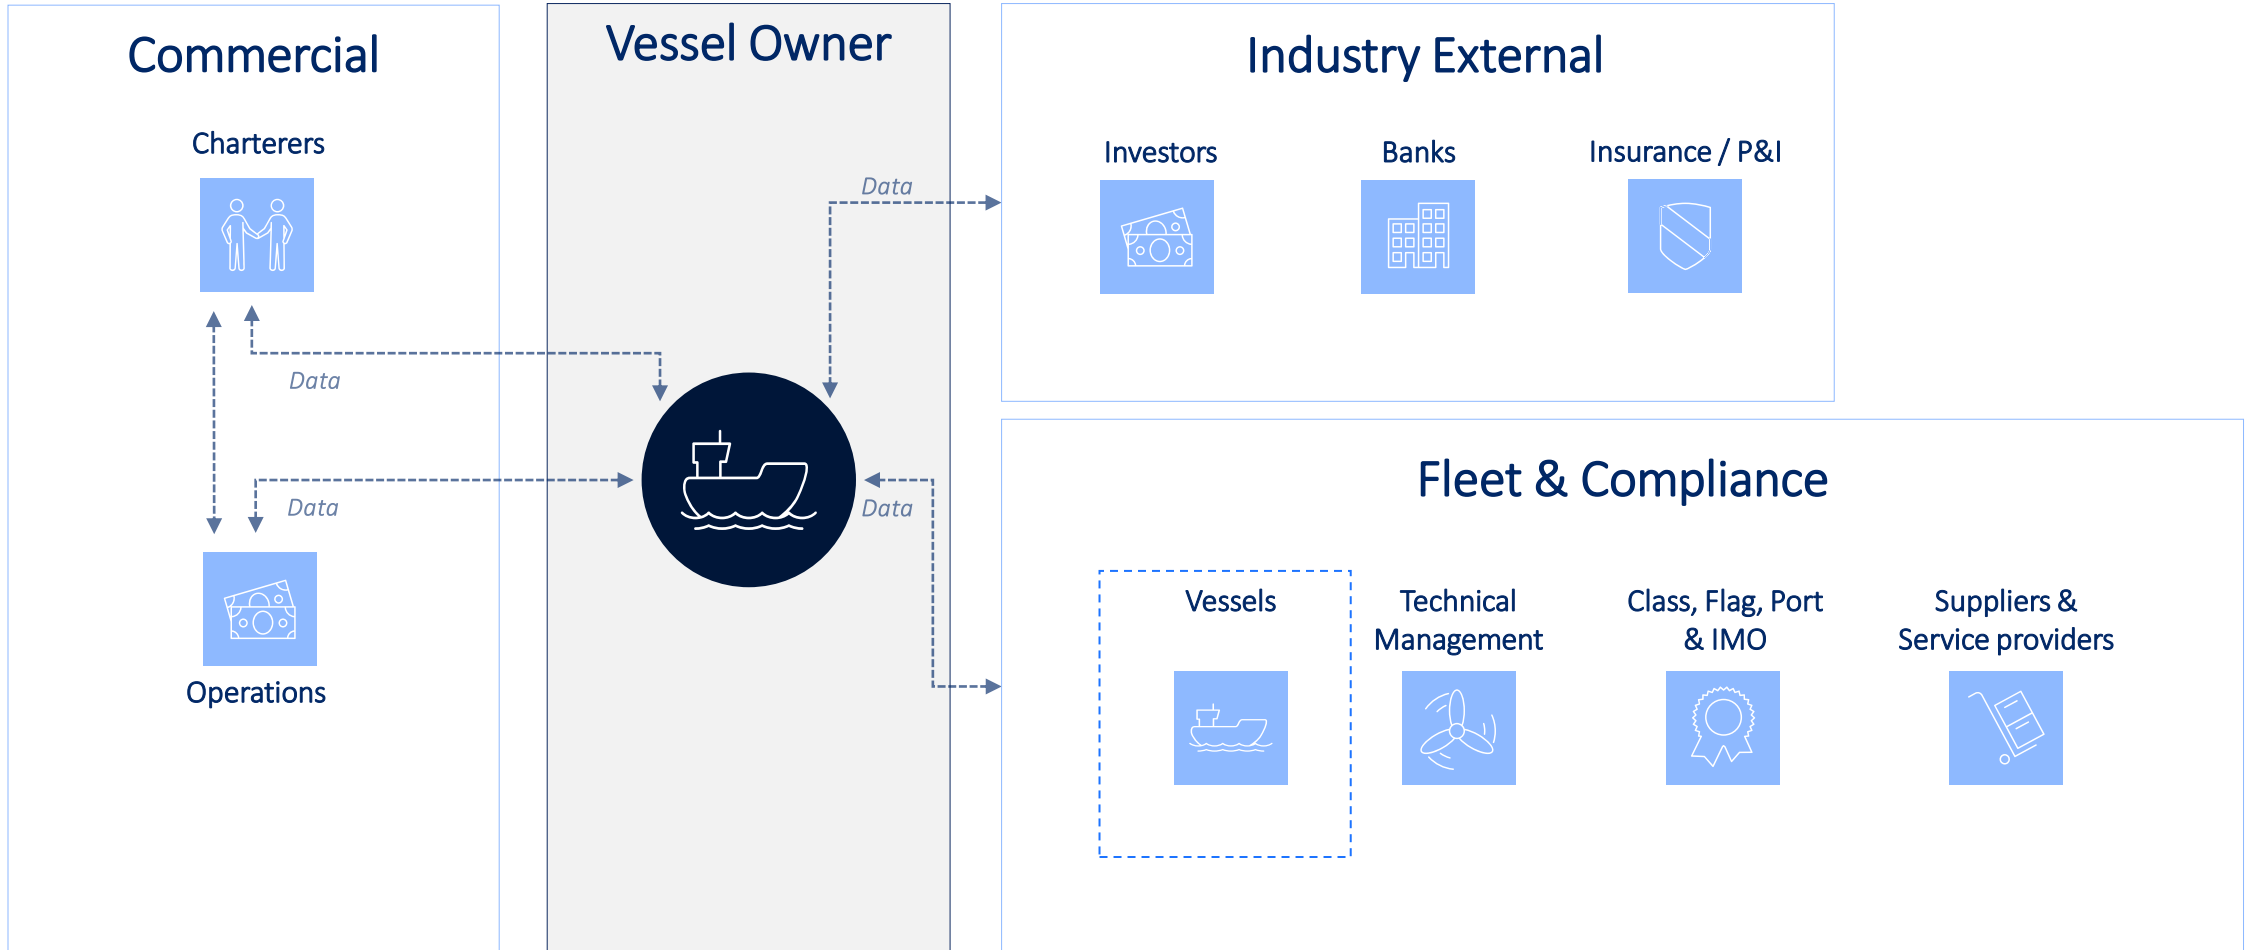 Commercial
Charterers
Data
Data
Operations
Vessel Owner
Data
Data
Industry External
Investors
Banks
Insurance / P&I
Fleet & Compliance
Vessels
Technical
Management
Class, Flag, Port
& IMO
Suppliers &
Service providers